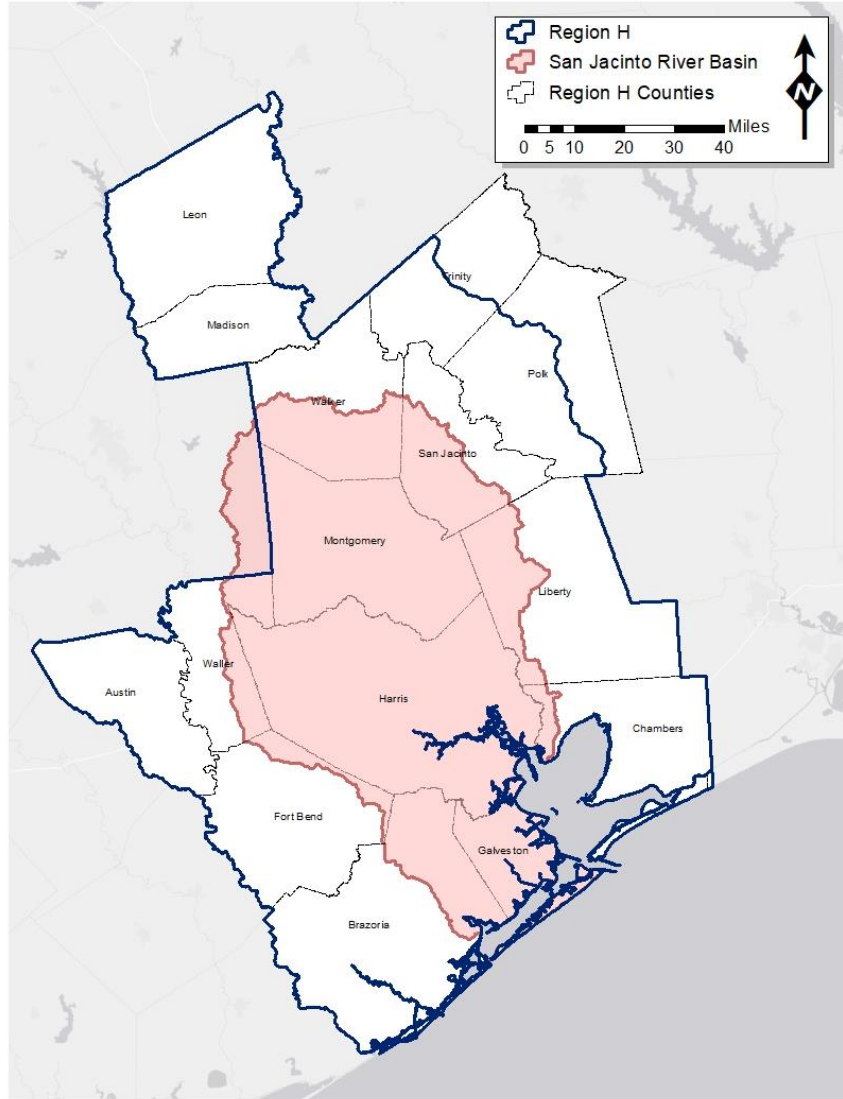 Region H
San Jacinto River Basin
Region H Counties
Miles
0 5 10 20 30 40
N
Leon
Madison
Trinity
Polk
Walker
San Jacinto
Montgomery
Liberty
Waller
Austin
Harris
Chambers
Fort Bend
Galveston
Brazoria